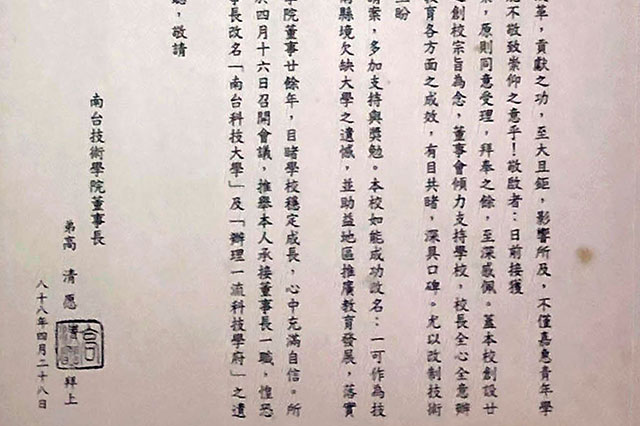 革，貢獻之功，至大且鉅，影響所及，不僅嘉惠青年學
能不敬致崇仰之意乎！敬啟者：日前接獲
案，原則同意受理，拜奉之餘，至深感佩。蓋本校創設廿
創校宗旨為念，董事會傾力支持學校，校長全心全意辦
教育各方面之成效，有目共睹，深具口碑。尤以改制技術
盼
請案，多加支持與獎勉。本校如能成功改名：一可作為技
南縣境欠缺大學之遺憾，並助益地區推廣教育發展，落實
學院董事廿餘年，目睹學校穩定成長，心中充滿自信。所
於四月十六日召開會議，推舉本人承接董事長一職，惶恐
事長改名「南台科技大學」及「辦理一流科技學府」之遺
，敬請
南台技術學院董事長
弟高清愿
拜上
八十八年四月二十八日